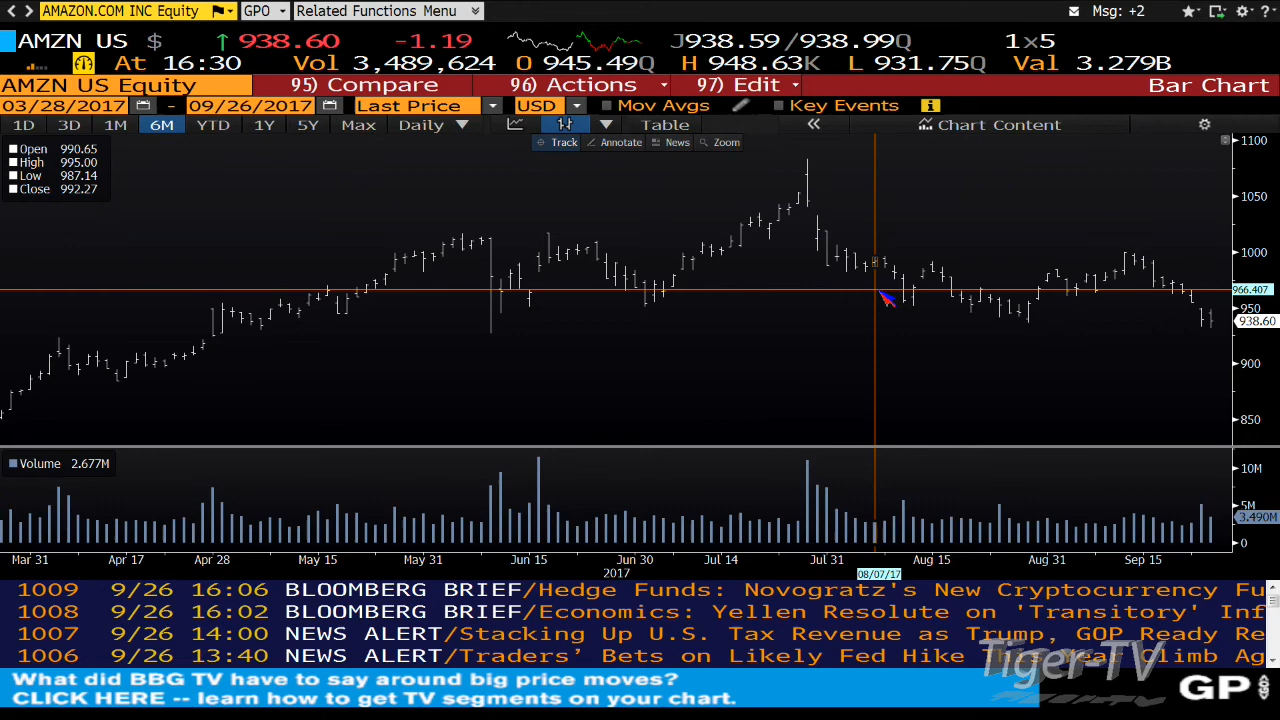 AMAZON.COM INC Equity GPO Related Functions Menu Msg: +2
AMZN US $ ↑ 938.60 -1.19 J938.59/938.99Q 1×5
At 16:30 Vol 3,489,624 O 945.49Q H 948.63K L 931.75Q Val 3.279B
AMZN US Equity 95) Compare 96) Actions 97) Edit Bar Chart
03/28/2017 - 09/26/2017 Last Price USD Mov Avgs Key Events
1D 3D 1M 6M YTD 1Y 5Y Max Daily Table « Chart Content
Track Annotate News Zoom
Open 990.65
High 995.00
Low 987.14
Close 992.27
1100
1050
1000
966.407
950
938.60
900
850
Volume 2.677M
10M
5M
3.490M
0
Mar 31 Apr 17 Apr 28 May 15 May 31 Jun 15 Jun 30 Jul 14 Jul 31 Aug 15 Aug 31 Sep 15
2017 08/07/17
1009 9/26 16:06 BLOOMBERG BRIEF/Hedge Funds: Novogratz's New Cryptocurrency Fu
1008 9/26 16:02 BLOOMBERG BRIEF/Economics: Yellen Resolute on 'Transitory' Inf
1007 9/26 14:00 NEWS ALERT/Stacking Up U.S. Tax Revenue as Trump, GOP Ready Re
1006 9/26 13:40 NEWS ALERT/Traders' Bets on Likely Fed Hike This Year Climb Ag
Tiger-TV
What did BBG TV have to say around big price moves?
CLICK HERE -- learn how to get TV segments on your chart.
GP